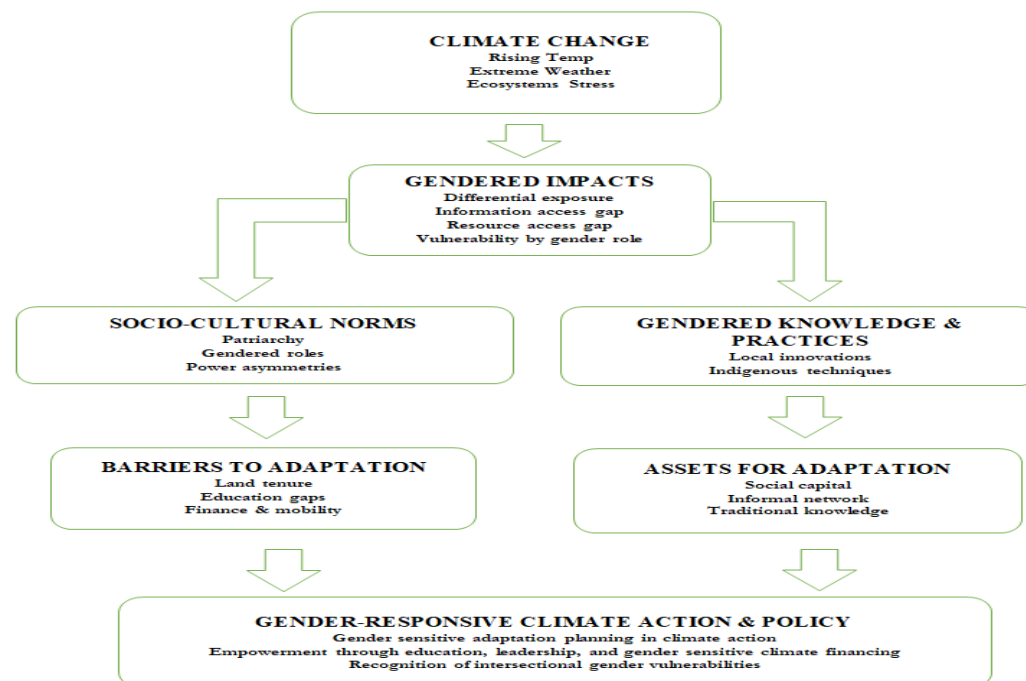 CLIMATE CHANGE
Rising Temp
Extreme Weather
Ecosystems Stress
GENDERED IMPACTS
Differential exposure
Information access gap
Resource access gap
Vulnerability by gender role
SOCIO-CULTURAL NORMS
Patriarchy
Gendered roles
Power asymmetries
GENDERED KNOWLEDGE &
PRACTICES
Local innovations
Indigenous techniques
BARRIERS TO ADAPTATION
Land tenure
Education gaps
Finance & mobility
ASSETS FOR ADAPTATION
Social capital
Informal network
Traditional knowledge
GENDER-RESPONSIVE CLIMATE ACTION & POLICY
Gender sensitive adaptation planning in climate action
Empowerment through education, leadership, and gender sensitive climate financing
Recognition of intersectional gender vulnerabilities